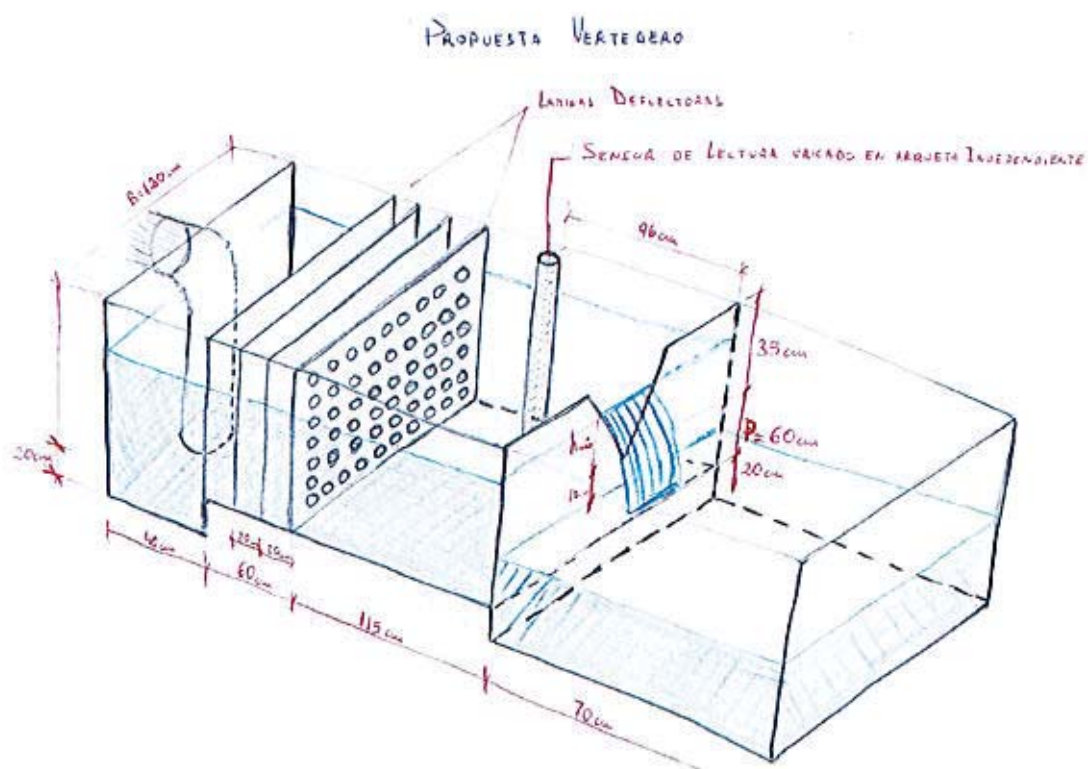 PROPUESTA VERTEDERO
LAMINAS DEFLECTORAS
SENSOR DE LECTURA UBICADO EN ARQUETA INDEPENDIENTE
B=120cm
96cm
35cm
P=60cm
20cm
20cm
60cm
115cm
70cm